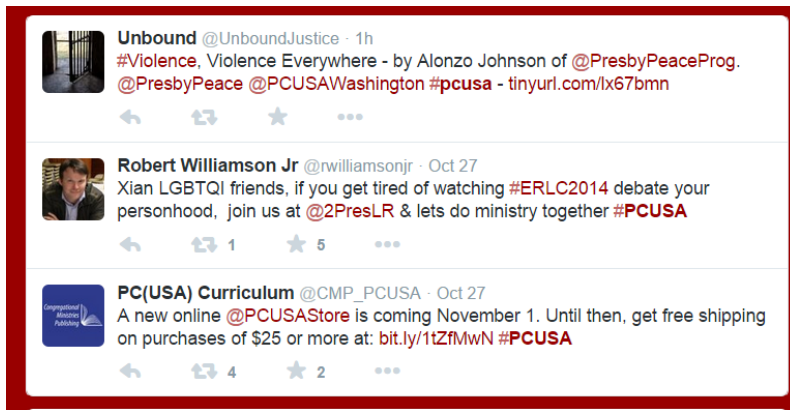 Unbound @UnboundJustice · 1h
#Violence, Violence Everywhere - by Alonzo Johnson of @PresbyPeaceProg.
@PresbyPeace @PCUSAWashington #pcusa - tinyurl.com/lx67bmn
Robert Williamson Jr @rwilliamsonjr · Oct 27
Xian LGBTQI friends, if you get tired of watching #ERLC2014 debate your
personhood, join us at @2PresLR & lets do ministry together #PCUSA
1 5
Congregational
Ministries
Publishing
PC(USA) Curriculum @CMP_PCUSA · Oct 27
A new online @PCUSAStore is coming November 1. Until then, get free shipping
on purchases of $25 or more at: bit.ly/1tZfMwN #PCUSA
4 2